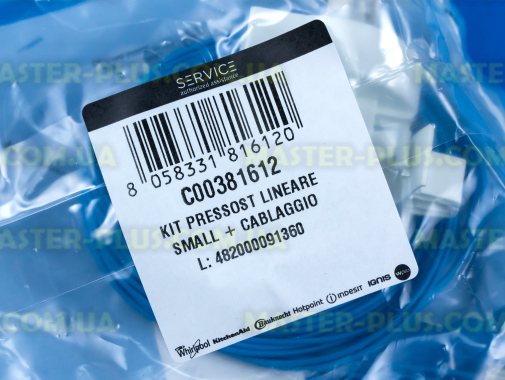 SERVICE
authorized assistance
8 058331 816120
C00381612
KIT PRESSOST LINEARE
SMALL + CABLAGGIO
L: 482000091360
Whirlpool KitchenAid Bauknecht Hotpoint indesit IGNIS
MASTER-PLUS.COM.UA